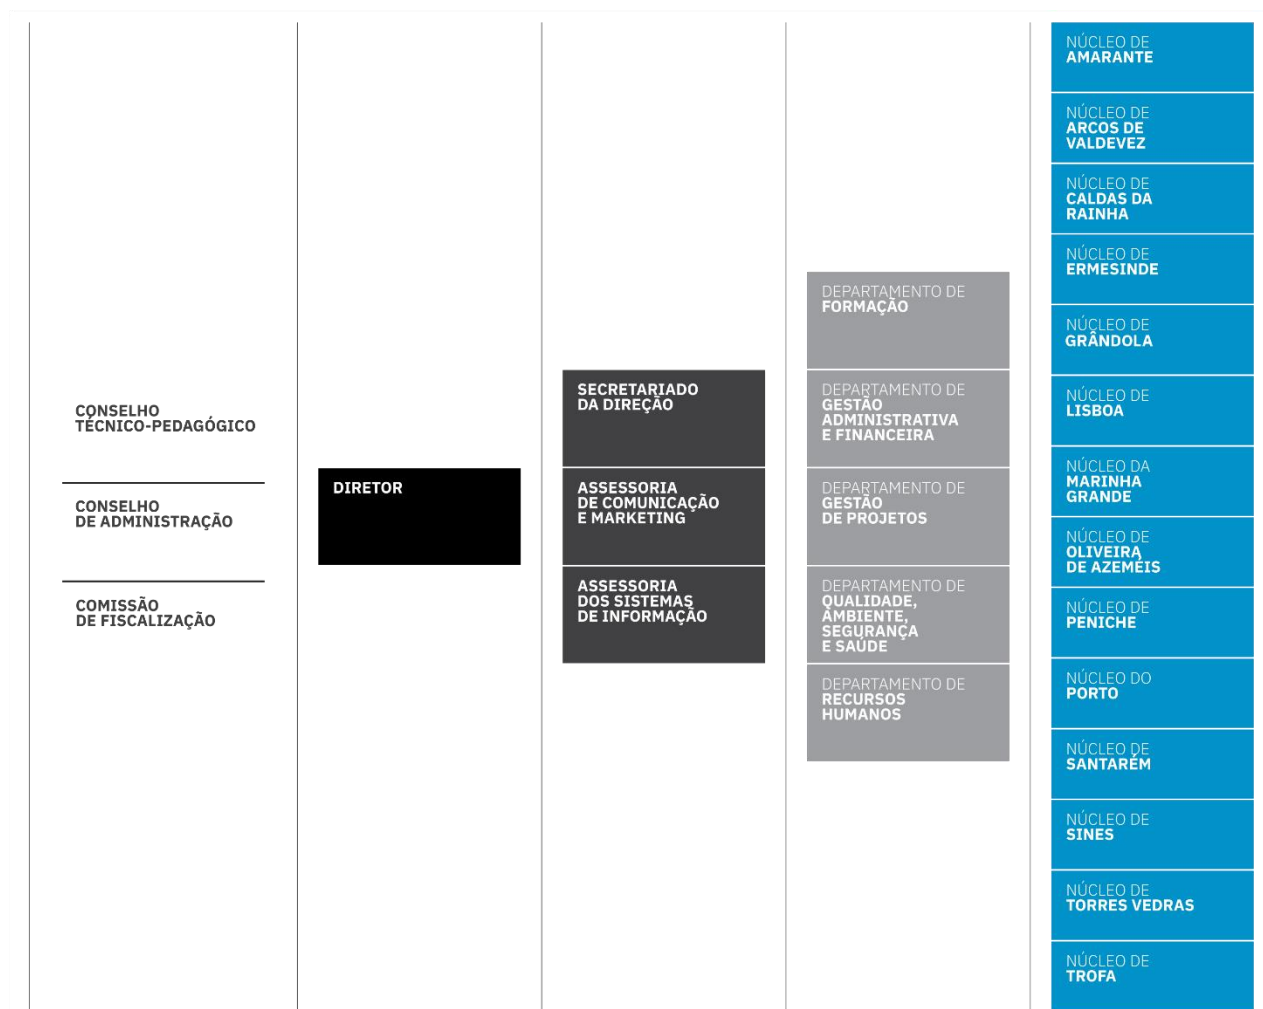 CONSELHO
TÉCNICO-PEDAGÓGICO
CONSELHO
DE ADMINISTRAÇÃO
COMISSÃO
DE FISCALIZAÇÃO
DIRETOR
SECRETARIADO
DA DIREÇÃO
ASSESSORIA
DE COMUNICAÇÃO
E MARKETING
ASSESSORIA
DOS SISTEMAS
DE INFORMAÇÃO
DEPARTAMENTO DE
FORMAÇÃO
DEPARTAMENTO DE
GESTÃO
ADMINISTRATIVA
E FINANCEIRA
DEPARTAMENTO DE
GESTÃO
DE PROJETOS
DEPARTAMENTO DE
QUALIDADE,
AMBIENTE,
SEGURANÇA
E SAÚDE
DEPARTAMENTO DE
RECURSOS
HUMANOS
NÚCLEO DE
AMARANTE
NÚCLEO DE
ARCOS DE
VALDEVEZ
NÚCLEO DE
CALDAS DA
RAINHA
NÚCLEO DE
ERMESINDE
NÚCLEO DE
GRÂNDOLA
NÚCLEO DE
LISBOA
NÚCLEO DA
MARINHA
GRANDE
NÚCLEO DE
OLIVEIRA
DE AZEMÉIS
NÚCLEO DE
PENICHE
NÚCLEO DO
PORTO
NÚCLEO DE
SANTARÉM
NÚCLEO DE
SINES
NÚCLEO DE
TORRES VEDRAS
NÚCLEO DE
TROFA